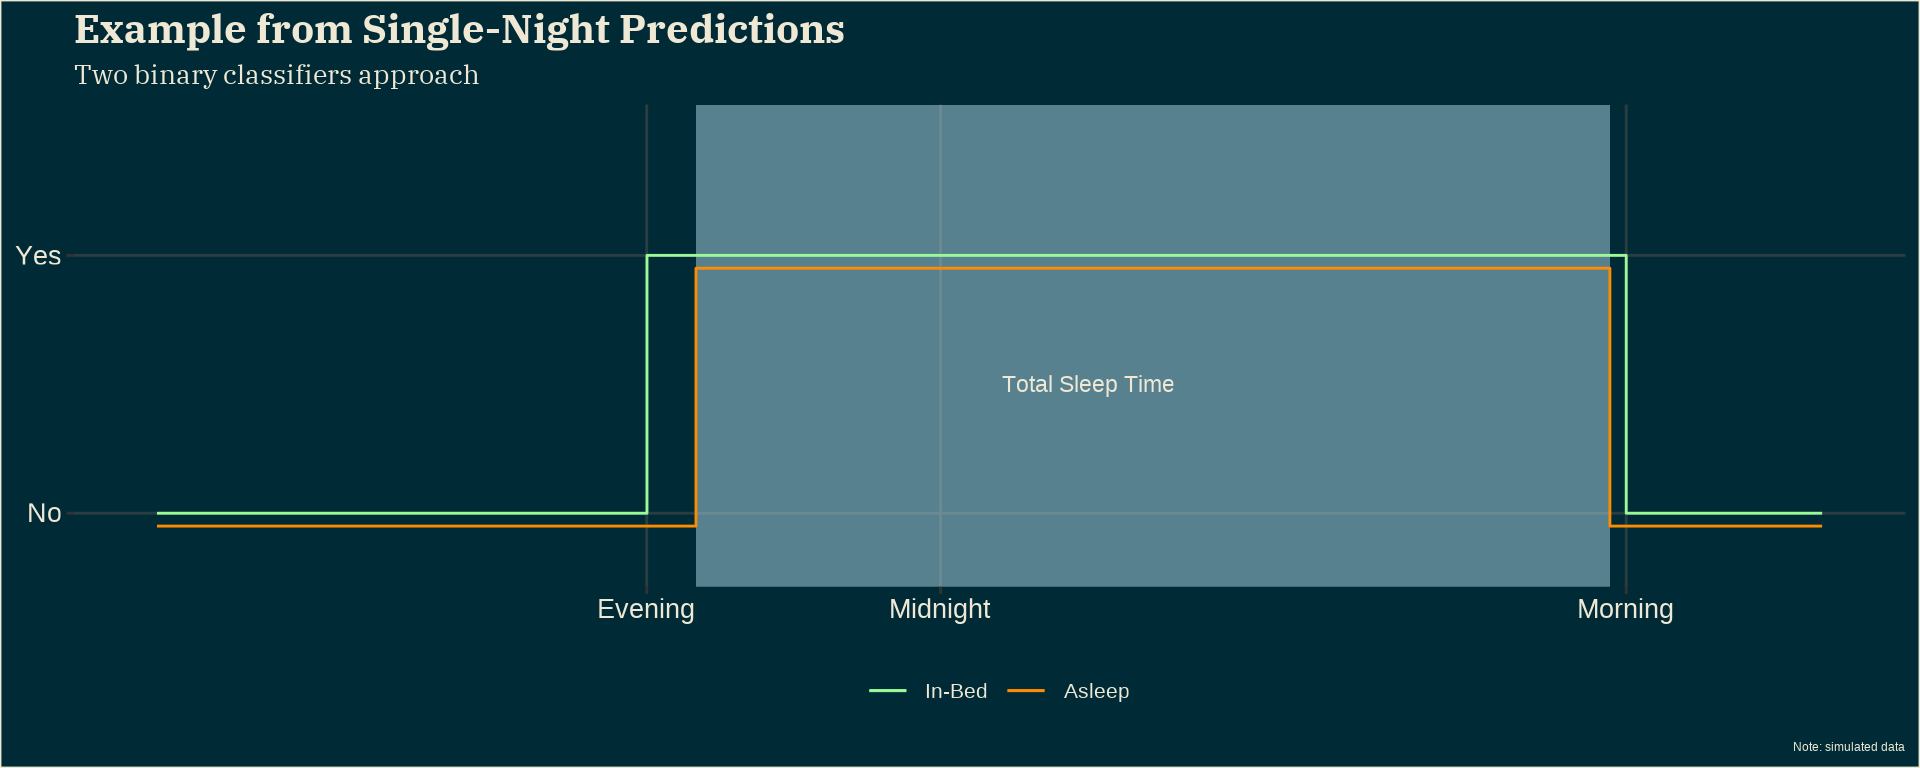 Example from Single-Night Predictions
Two binary classifiers approach
Yes
Total Sleep Time
No
Evening Midnight Morning
In-Bed Asleep
Note: simulated data